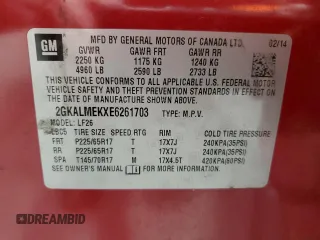 GM
MFD BY GENERAL MOTORS OF CANADA LTD
02/14
GVWR GAWR FRT GAWR RR
2250 KG 1175 KG 1240 KG
4960 LB 2590 LB 2733 LB
THIS VEHICLE CONFORMS TO ALL APPLICABLE U.S. FEDERAL MOTOR
VEHICLE SAFETY AND THEFT PREVENTION STANDARDS IN EFFECT ON
THE DATE OF MANUFACTURE SHOWN ABOVE.
2GKALMEKXE6261703 TYPE: M.P.V.
MODEL: LF26
TIRE SIZE SPEED RTG RIM COLD TIRE PRESSURE
FRT P225/65R17 T 17X7J 240KPA(35PSI)
RR P225/65R17 T 17X7J 240KPA(35PSI)
SPA T145/70R17 M 17X4.5T 420KPA(60PSI)
SEE OWNER'S MANUAL FOR MORE INFORMATION.